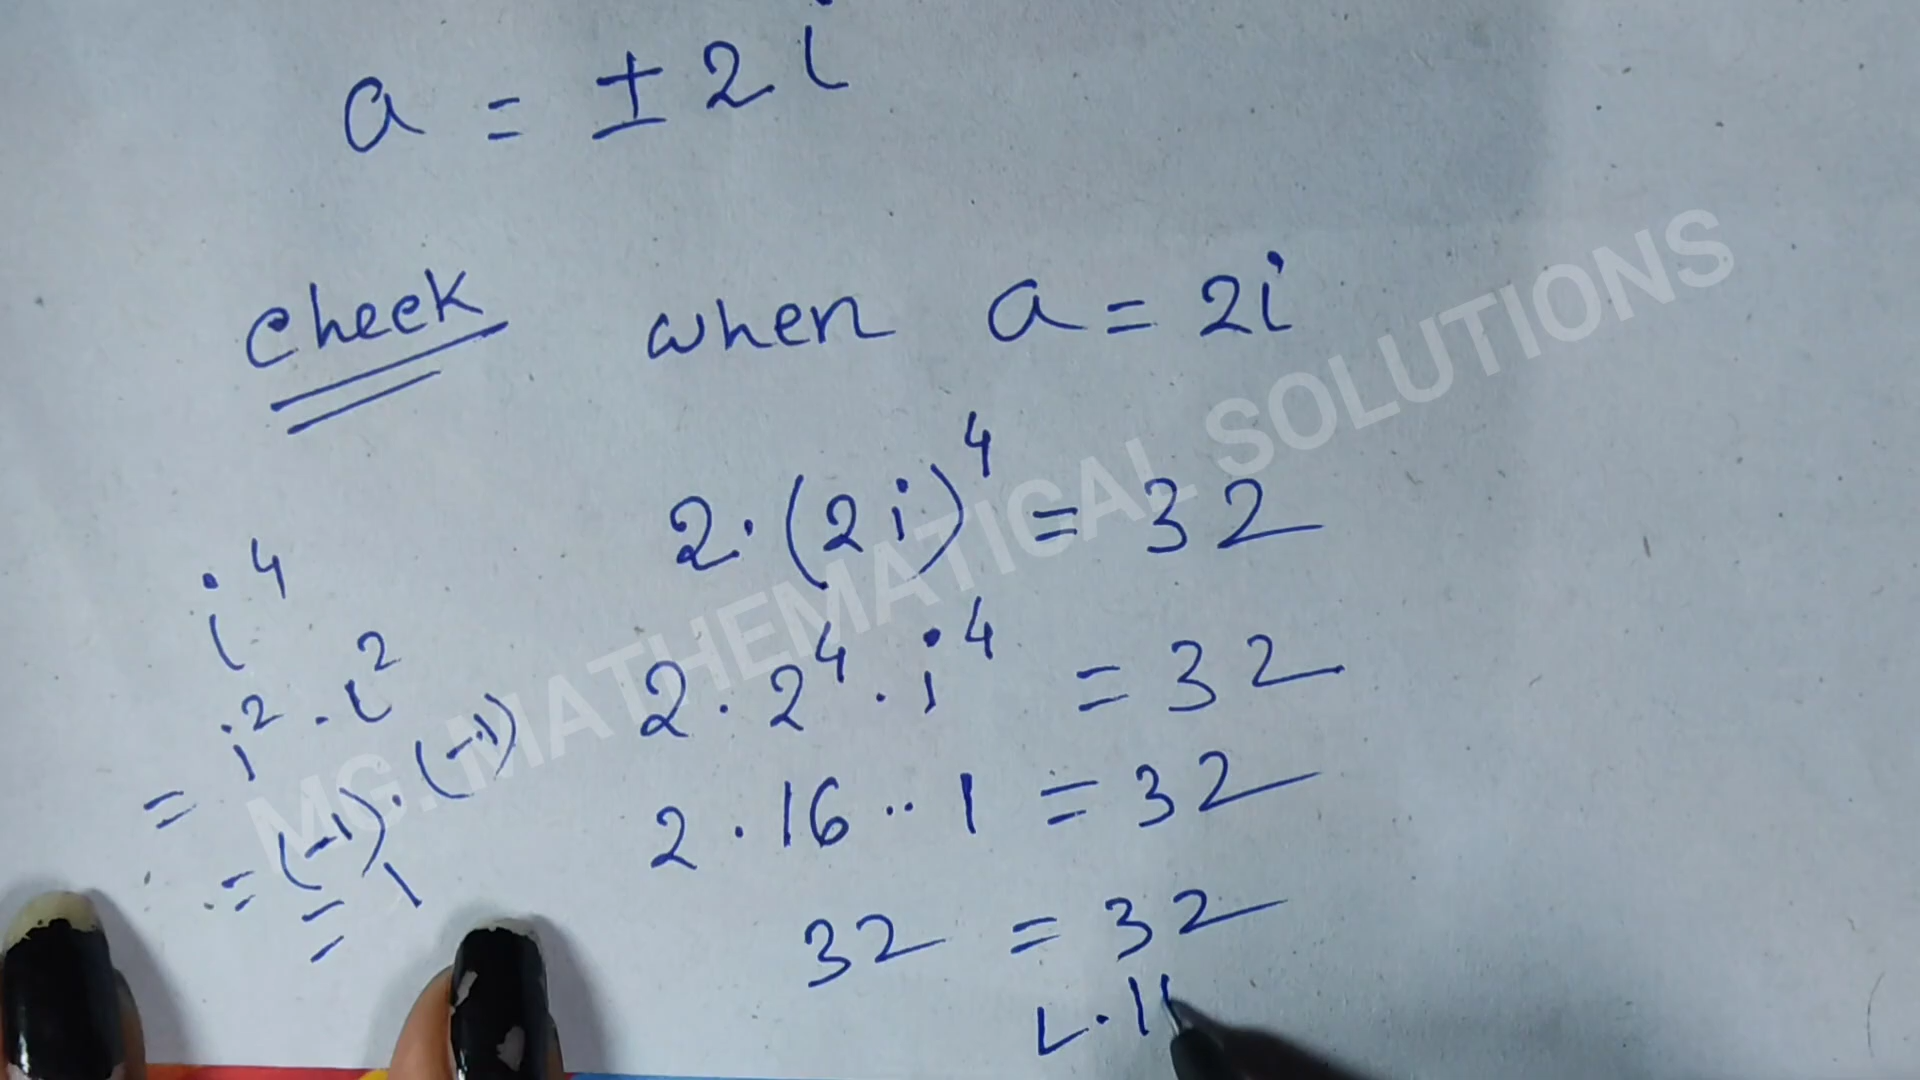 a = ± 2i
Check when a = 2i
2·(2i)⁴ = 32
i⁴
2·2⁴·i⁴ = 32
= i²·i²
2·16··1 = 32
= (-1)·(-1)
= 1
32 = 32
L·H
MG.MATHEMATICAL SOLUTIONS